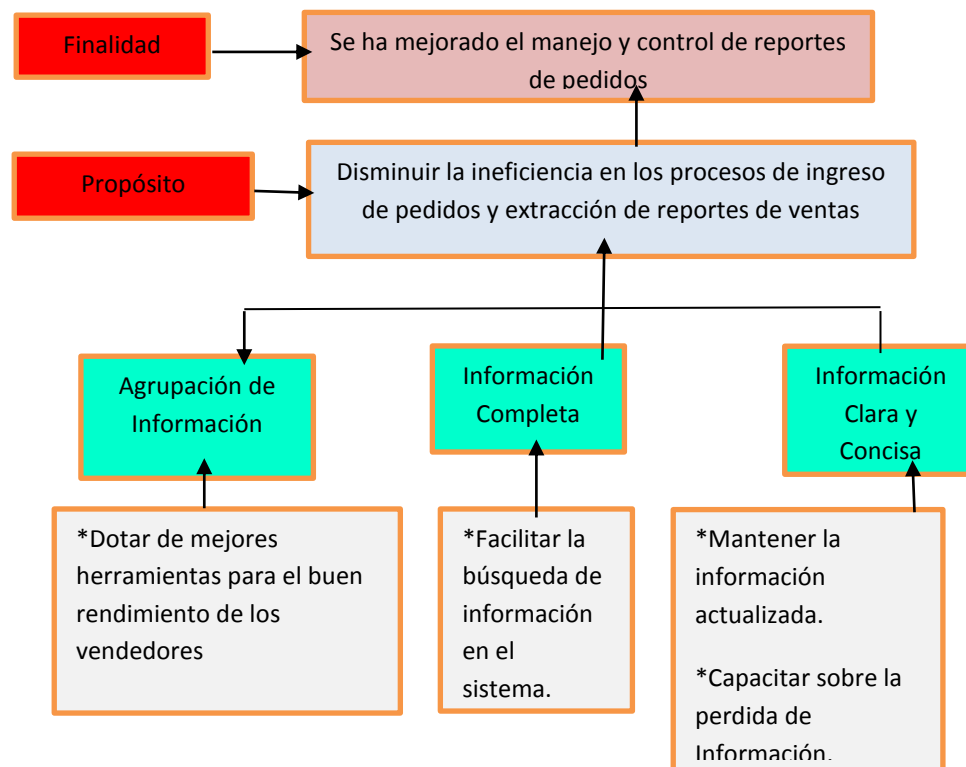 Finalidad
Se ha mejorado el manejo y control de reportes
de pedidos
Propósito
Disminuir la ineficiencia en los procesos de ingreso
de pedidos y extracción de reportes de ventas
Agrupación de
Información
Información
Completa
Información
Clara y
Concisa
*Dotar de mejores
herramientas para el buen
rendimiento de los
vendedores
*Facilitar la
búsqueda de
información
en el
sistema.
*Mantener la
información
actualizada.
*Capacitar sobre la
perdida de
Información.